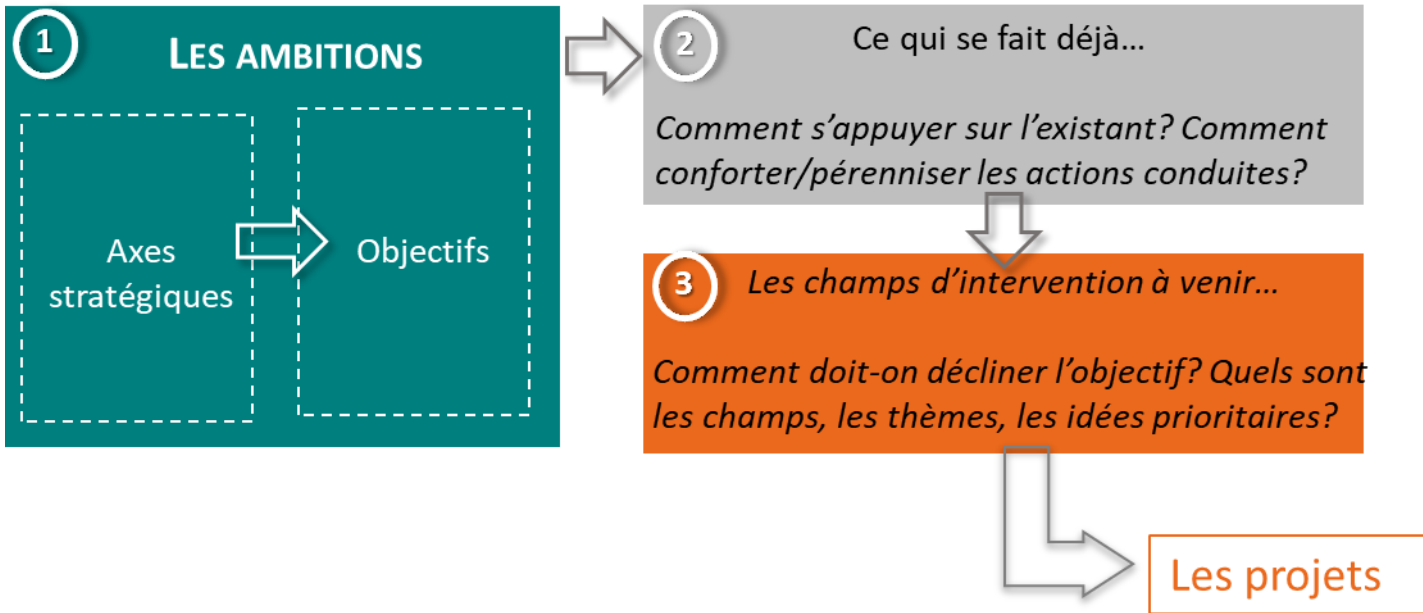 1
LES AMBITIONS
Axes
stratégiques
Objectifs
2
Ce qui se fait déjà…
Comment s’appuyer sur l’existant? Comment
conforter/pérenniser les actions conduites?
3
Les champs d’intervention à venir…
Comment doit-on décliner l’objectif? Quels sont
les champs, les thèmes, les idées prioritaires?
Les projets